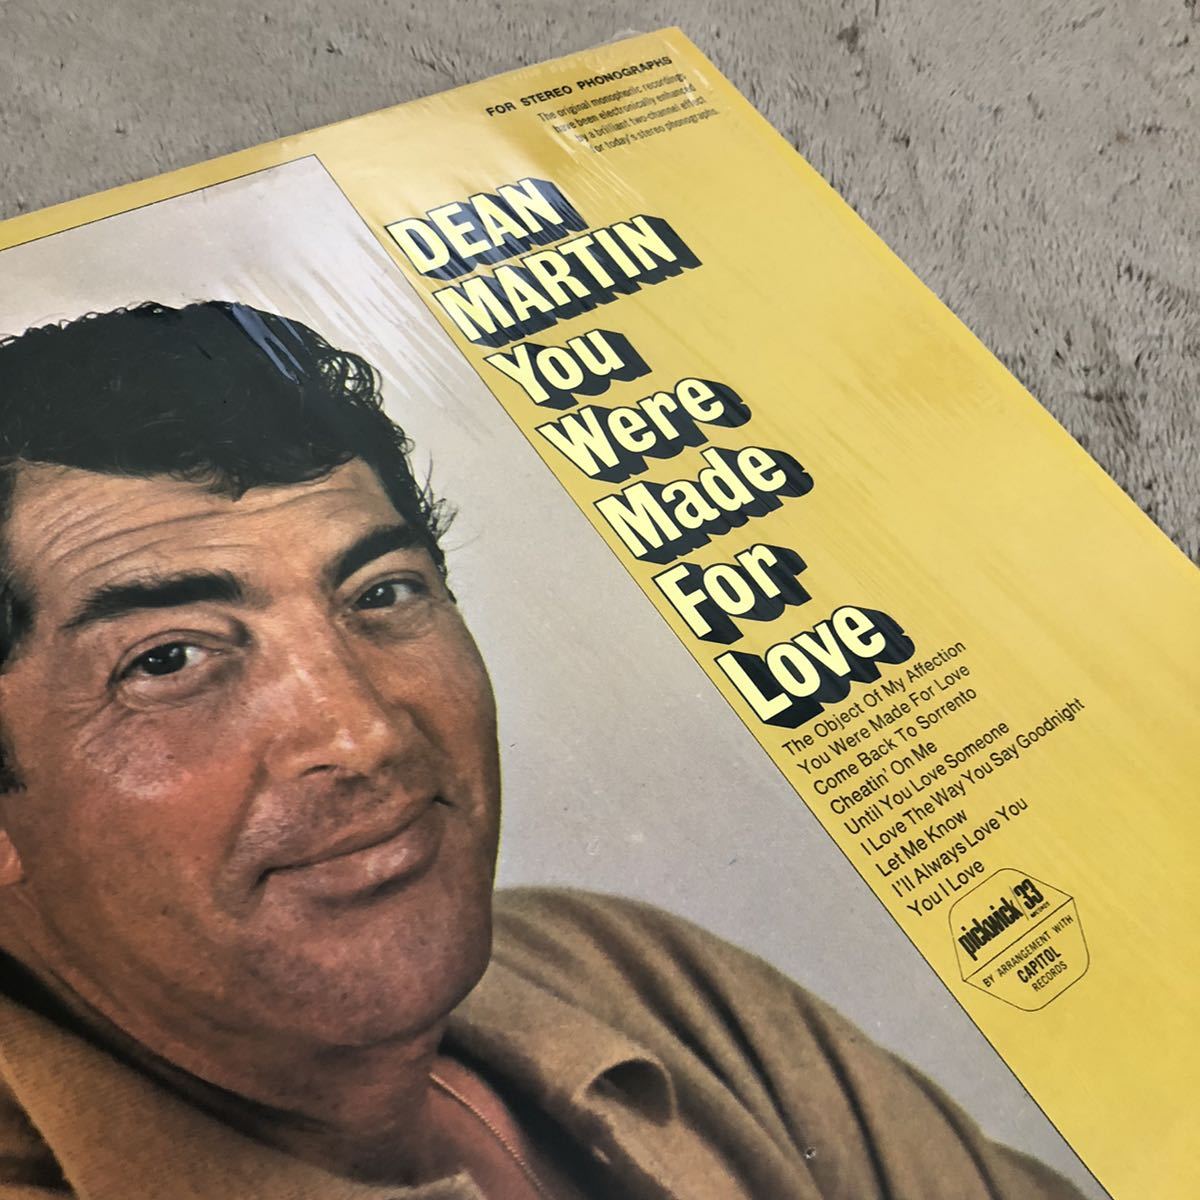 FOR STEREO PHONOGRAPHS
The original monophonic recordings
have been electronically enhanced
by a brilliant two-channel effect
for today's stereo phonographs.
DEAN
MARTIN
You
Were
Made
For
Love
The Object Of My Affection
You Were Made For Love
Come Back To Sorrento
Cheatin' On Me
Until You Love Someone
I Love The Way You Say Goodnight
Let Me Know
I'll Always Love You
You I Love
pickwick/33
RECORDS
BY ARRANGEMENT WITH
CAPITOL
RECORDS